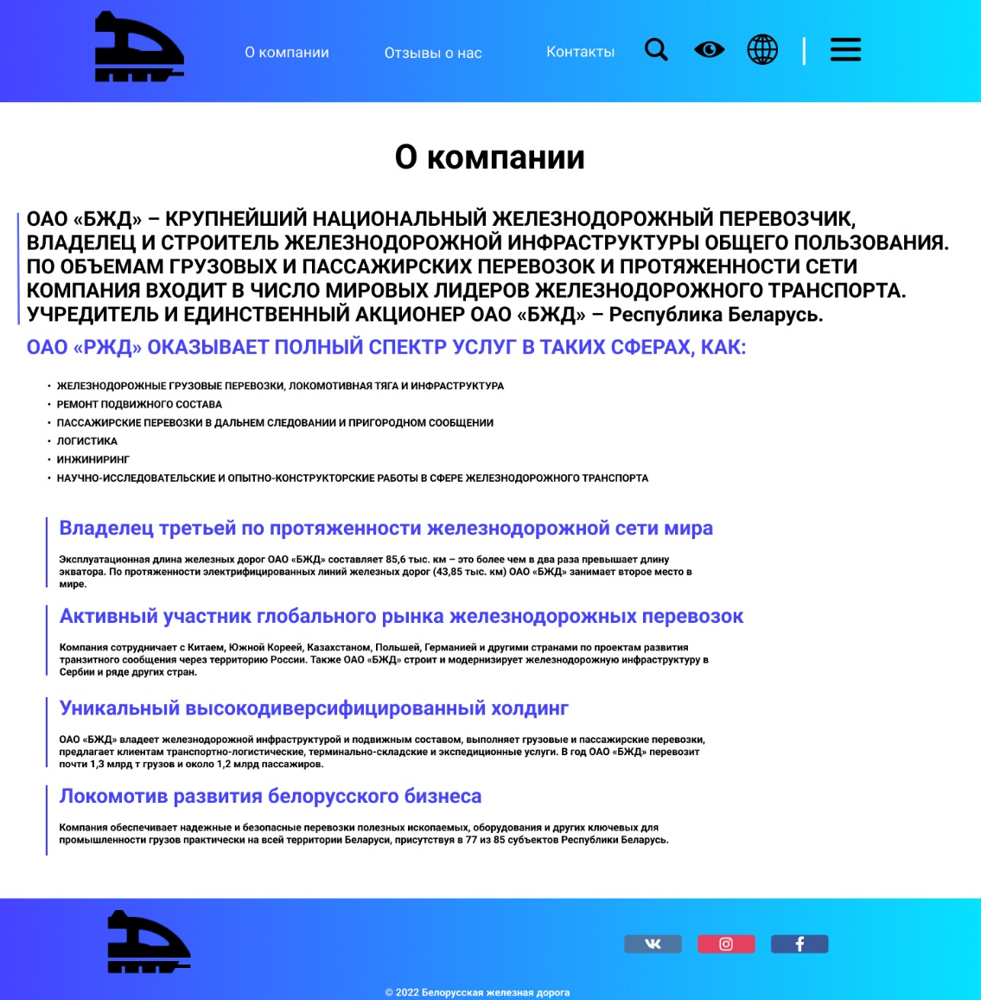 О компании
Отзывы о нас
Контакты
О компании
ОАО «БЖД» – КРУПНЕЙШИЙ НАЦИОНАЛЬНЫЙ ЖЕЛЕЗНОДОРОЖНЫЙ ПЕРЕВОЗЧИК,
ВЛАДЕЛЕЦ И СТРОИТЕЛЬ ЖЕЛЕЗНОДОРОЖНОЙ ИНФРАСТРУКТУРЫ ОБЩЕГО ПОЛЬЗОВАНИЯ.
ПО ОБЪЕМАМ ГРУЗОВЫХ И ПАССАЖИРСКИХ ПЕРЕВОЗОК И ПРОТЯЖЕННОСТИ СЕТИ
КОМПАНИЯ ВХОДИТ В ЧИСЛО МИРОВЫХ ЛИДЕРОВ ЖЕЛЕЗНОДОРОЖНОГО ТРАНСПОРТА.
УЧРЕДИТЕЛЬ И ЕДИНСТВЕННЫЙ АКЦИОНЕР ОАО «БЖД» – Республика Беларусь.
ОАО «РЖД» ОКАЗЫВАЕТ ПОЛНЫЙ СПЕКТР УСЛУГ В ТАКИХ СФЕРАХ, КАК:
• ЖЕЛЕЗНОДОРОЖНЫЕ ГРУЗОВЫЕ ПЕРЕВОЗКИ, ЛОКОМОТИВНАЯ ТЯГА И ИНФРАСТРУКТУРА
• РЕМОНТ ПОДВИЖНОГО СОСТАВА
• ПАССАЖИРСКИЕ ПЕРЕВОЗКИ В ДАЛЬНЕМ СЛЕДОВАНИИ И ПРИГОРОДНОМ СООБЩЕНИИ
• ЛОГИСТИКА
• ИНЖИНИРИНГ
• НАУЧНО-ИССЛЕДОВАТЕЛЬСКИЕ И ОПЫТНО-КОНСТРУКТОРСКИЕ РАБОТЫ В СФЕРЕ ЖЕЛЕЗНОДОРОЖНОГО ТРАНСПОРТА
Владелец третьей по протяженности железнодорожной сети мира
Эксплуатационная длина железных дорог ОАО «БЖД» составляет 85,6 тыс. км – это более чем в два раза превышает длину
экватора. По протяженности электрифицированных линий железных дорог (43,85 тыс. км) ОАО «БЖД» занимает второе место в
мире.
Активный участник глобального рынка железнодорожных перевозок
Компания сотрудничает с Китаем, Южной Кореей, Казахстаном, Польшей, Германией и другими странами по проектам развития
транзитного сообщения через территорию России. Также ОАО «БЖД» строит и модернизирует железнодорожную инфраструктуру в
Сербии и ряде других стран.
Уникальный высокодиверсифицированный холдинг
ОАО «БЖД» владеет железнодорожной инфраструктурой и подвижным составом, выполняет грузовые и пассажирские перевозки,
предлагает клиентам транспортно-логистические, терминально-складские и экспедиционные услуги. В год ОАО «БЖД» перевозит
почти 1,3 млрд т грузов и около 1,2 млрд пассажиров.
Локомотив развития белорусского бизнеса
Компания обеспечивает надежные и безопасные перевозки полезных ископаемых, оборудования и других ключевых для
промышленности грузов практически на всей территории Беларуси, присутствуя в 77 из 85 субъектов Республики Беларусь.
© 2022 Белорусская железная дорога